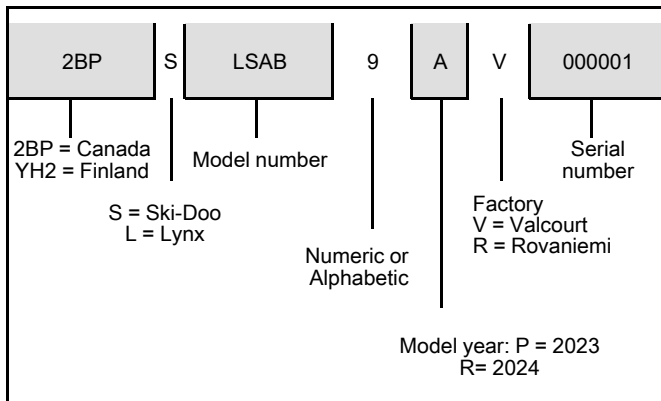 2BP S LSAB 9 A V 000001
2BP = Canada
YH2 = Finland
Model number
Serial
number
S = Ski-Doo
L = Lynx
Factory
V = Valcourt
R = Rovaniemi
Numeric or
Alphabetic
Model year: P = 2023
R= 2024